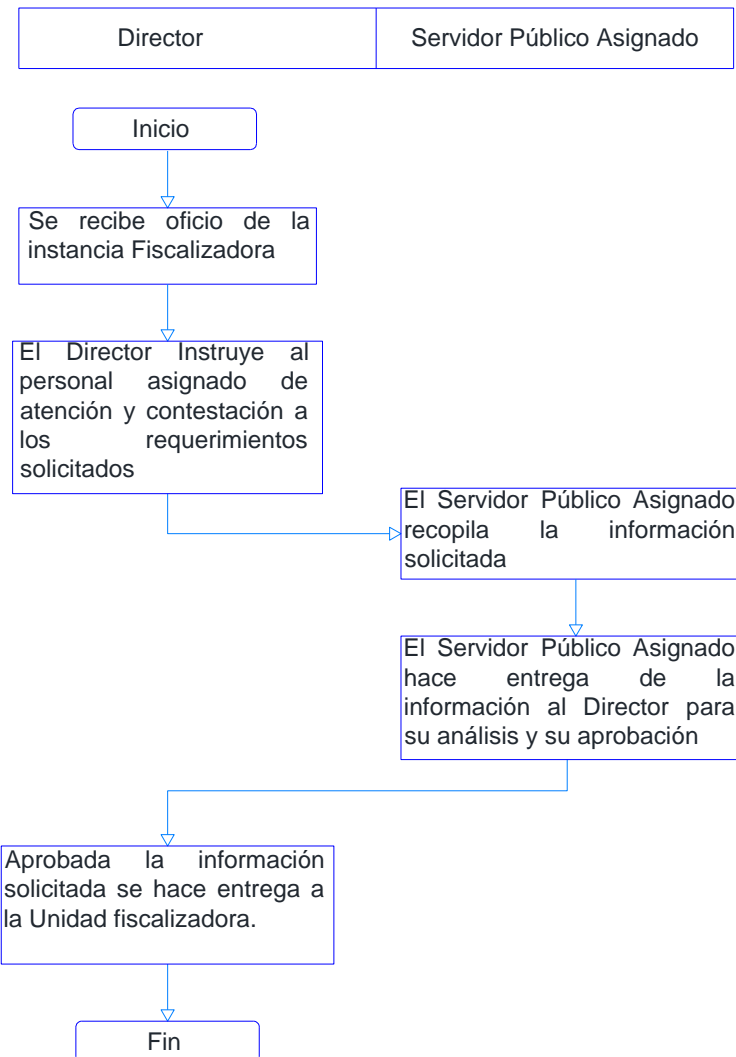 Director
Servidor Público Asignado
Inicio
Se recibe oficio de la
instancia Fiscalizadora
El Director Instruye al
personal asignado de
atención y contestación a
los requerimientos
solicitados
El Servidor Público Asignado
recopila la información
solicitada
El Servidor Público Asignado
hace entrega de la
información al Director para
su análisis y su aprobación
Aprobada la información
solicitada se hace entrega a
la Unidad fiscalizadora.
Fin